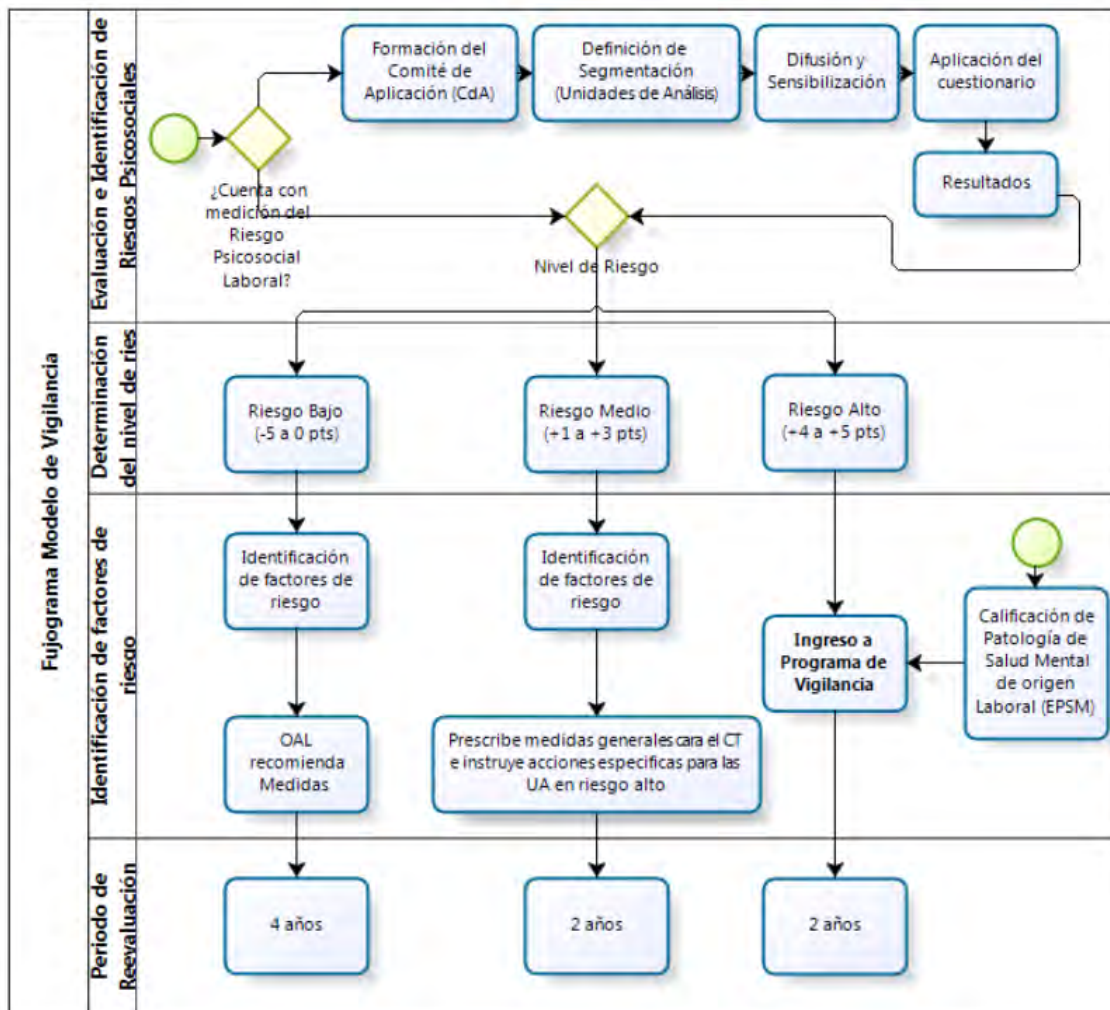 Fujograma Modelo de Vigilancia
Evaluación e Identificación de
Riesgos Psicosociales
Formación del
Comité de
Aplicación (CdA)
Definición de
Segmentación
(Unidades de Análisis)
Difusión y
Sensibilización
Aplicación del
cuestionario
Resultados
¿Cuenta con
medición del
Riesgo
Psicosocial
Laboral?
Nivel de Riesgo
Determinación
del nivel de ries
Riesgo Bajo
(-5 a 0 pts)
Riesgo Medio
(+1 a +3 pts)
Riesgo Alto
(+4 a +5 pts)
Identificación de factores de
riesgo
Identificación
de factores de
riesgo
Identificación
de factores de
riesgo
Ingreso a
Programa de
Vigilancia
Calificación de
Patología de
Salud Mental
de origen
Laboral (EPSM)
OAL
recomienda
Medidas
Prescribe medidas generales cara el CT
e instruye acciones especificas para las
UA en riesgo alto
Periodo de
Reevaluación
4 años
2 años
2 años